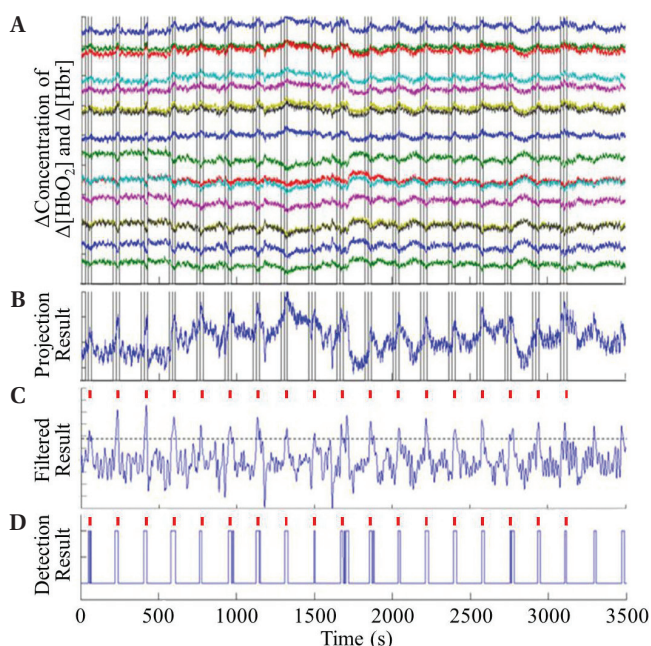 A
ΔConcentration of
Δ[HbO₂] and Δ[Hbr]
B
Projection
Result
C
Filtered
Result
D
Detection
Result
0 500 1000 1500 2000 2500 3000 3500
Time (s)